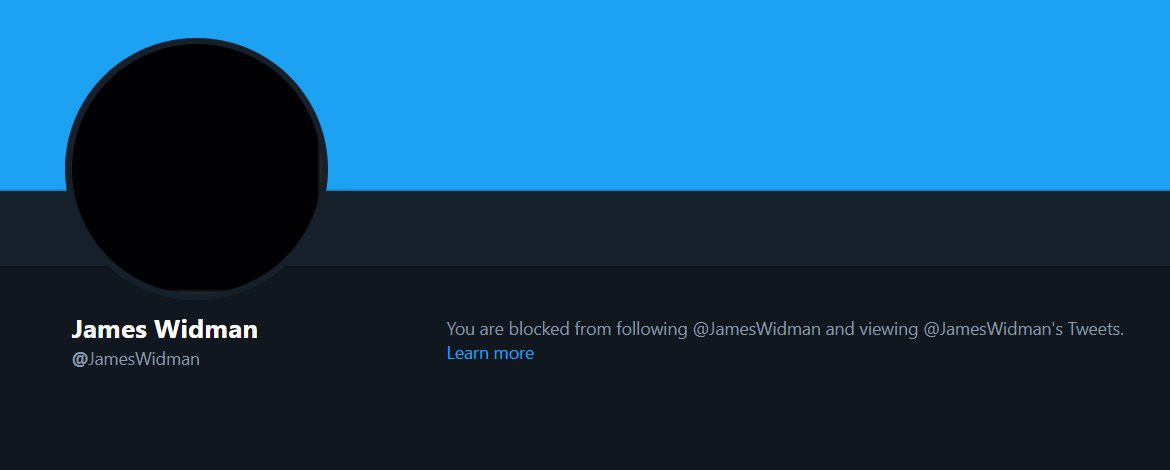 James Widman
@JamesWidman
You are blocked from following @JamesWidman and viewing @JamesWidman's Tweets.
Learn more